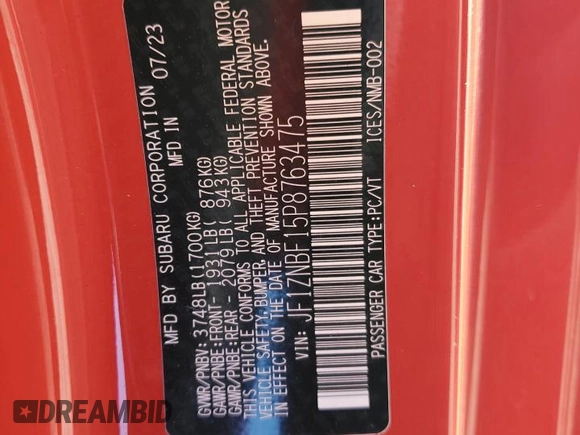 MFD BY SUBARU CORPORATION 07/23
MFD IN
GVWR/PNBV: 3748LB(1700KG)
GAWR/PNBE:FRONT- 1931LB( 876KG)
GAWR/PNBE:REAR - 2079LB( 943KG)
THIS VEHICLE CONFORMS TO ALL APPLICABLE FEDERAL MOTOR
VEHICLE SAFETY,BUMPER, AND THEFT PREVENTION STANDARDS
IN EFFECT ON THE DATE OF MANUFACTURE SHOWN ABOVE.
VIN: JF1ZNBF15P8763475
PASSENGER CAR TYPE:PC/VT ICES/NMB-002
DREAMBID